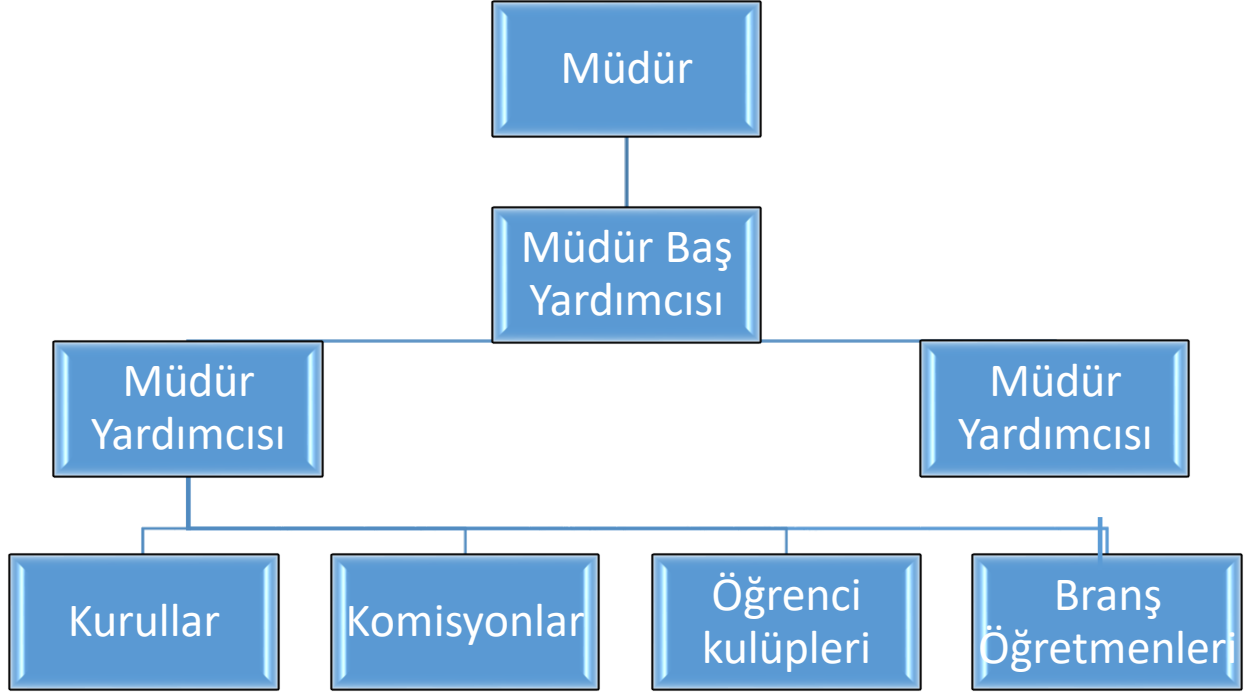 Müdür
Müdür Baş
Yardımcısı
Müdür
Yardımcısı
Müdür
Yardımcısı
Kurullar
Komisyonlar
Öğrenci
kulüpleri
Branş
Öğretmenleri